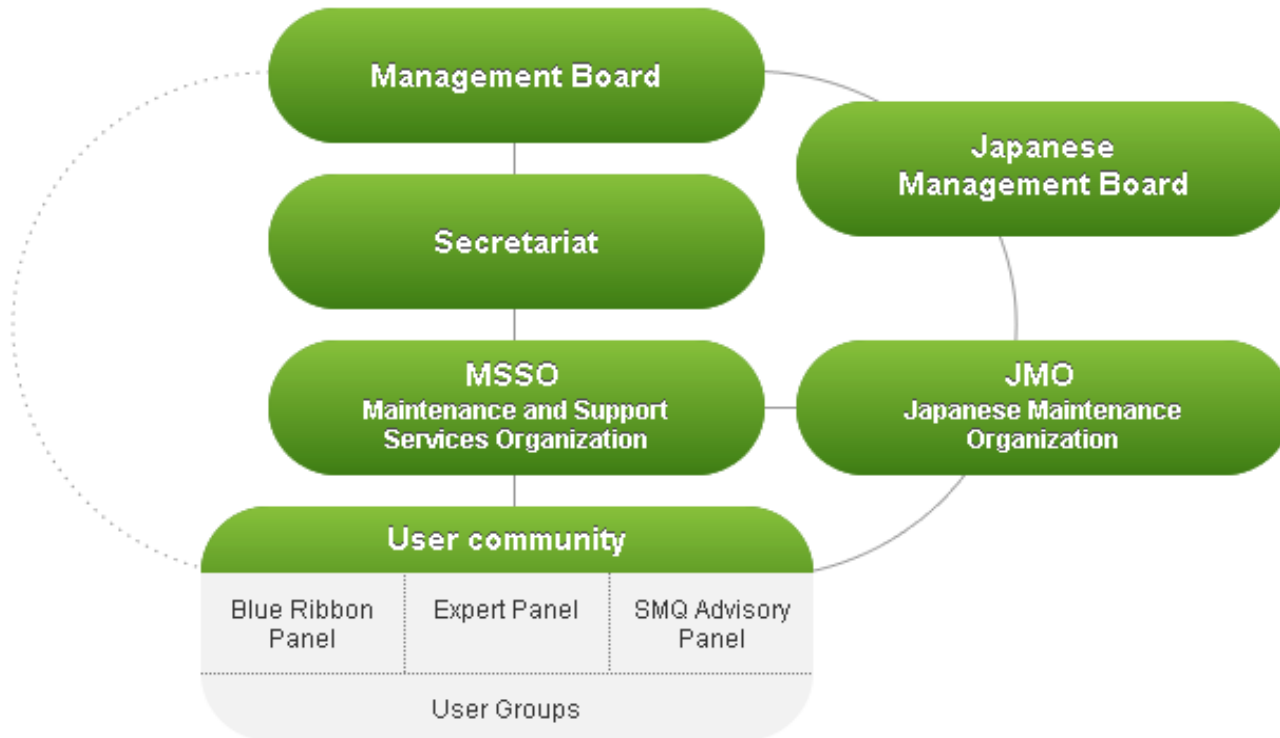 Management Board
Japanese
Management Board
Secretariat
MSSO
Maintenance and Support
Services Organization
JMO
Japanese Maintenance
Organization
User community
Blue Ribbon
Panel
Expert Panel
SMQ Advisory
Panel
User Groups